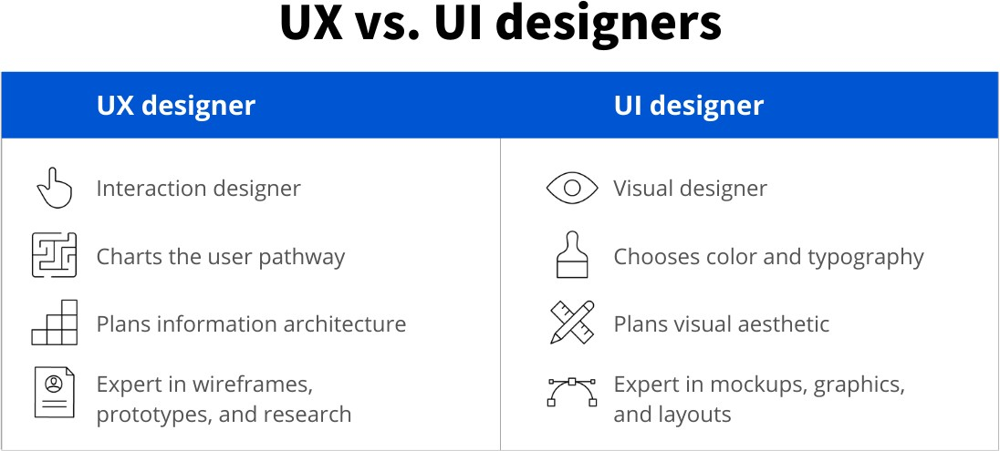 UX vs. UI designers
UX designer
UI designer
Interaction designer
Visual designer
Charts the user pathway
Chooses color and typography
Plans information architecture
Plans visual aesthetic
Expert in wireframes,
prototypes, and research
Expert in mockups, graphics,
and layouts